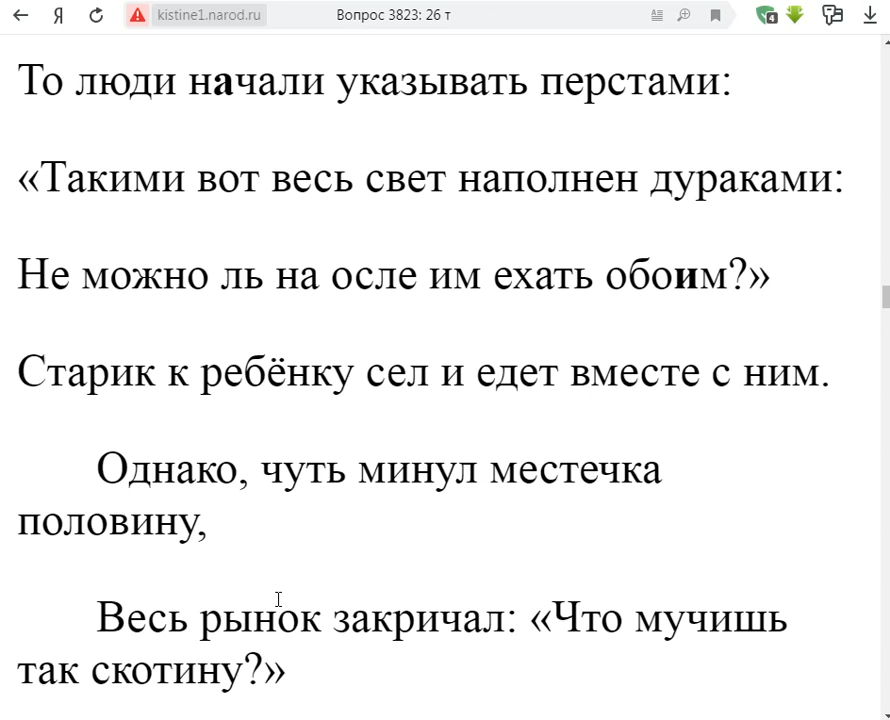 Я kistine1.narod.ru Вопрос 3823: 26 т 4
То люди начали указывать перстами:
«Такими вот весь свет наполнен дураками:
Не можно ль на осле им ехать обоим?»
Старик к ребёнку сел и едет вместе с ним.
Однако, чуть минул местечка
половину,
Весь рынок закричал: «Что мучишь
так скотину?»